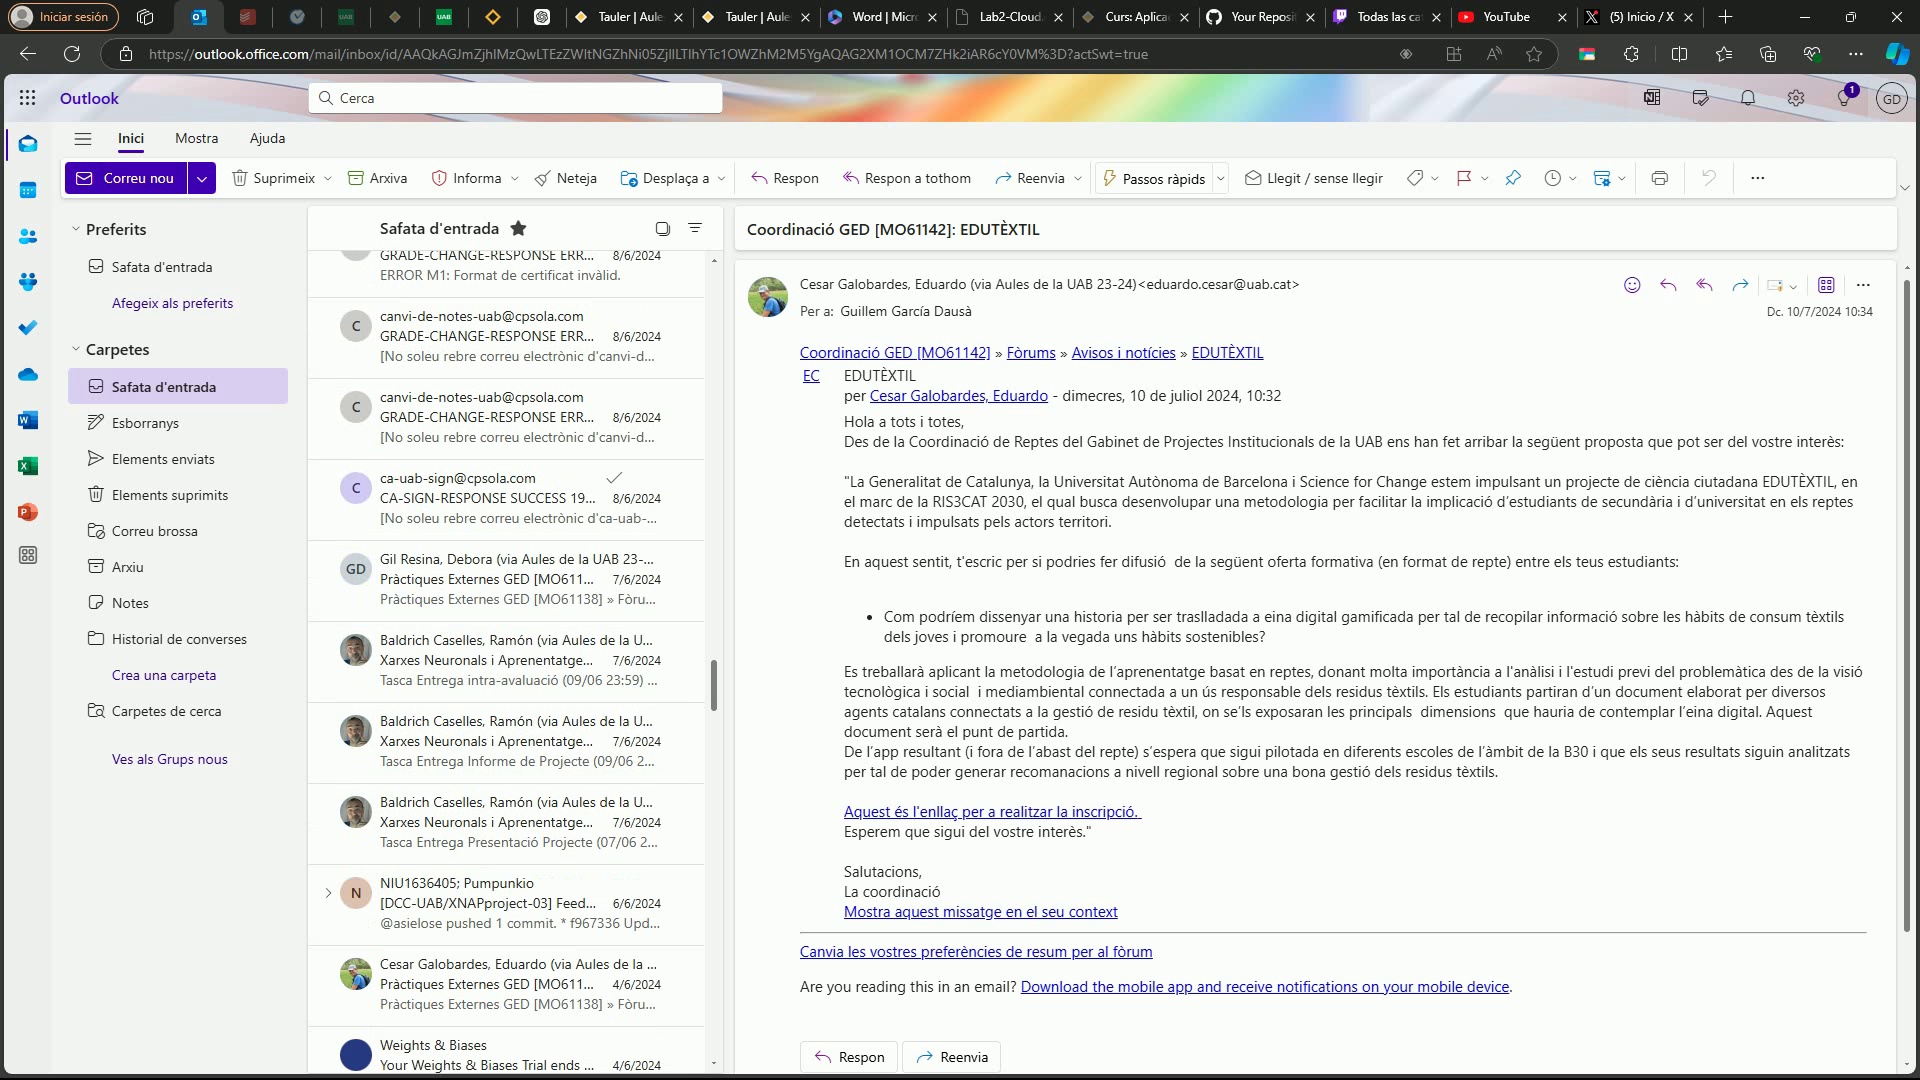 Iniciar sesión
Tauler | Aule
Tauler | Aule
Word | Micr
Lab2-Cloud.
Curs: Aplica
Your Reposi
Todas las ca
YouTube
(5) Inicio / X
https://outlook.office.com/mail/inbox/id/
%3D?actSwt=true
Outlook
Cerca
1
GD
Inici
Mostra
Ajuda
Correu nou
Suprimeix
Arxiva
Informa
Neteja
Desplaça a
Respon
Respon a tothom
Reenvia
Passos ràpids
Llegit / sense llegir
Preferits
Safata d'entrada
Afegeix als preferits
Carpetes
Safata d'entrada
Esborranys
Elements enviats
Elements suprimits
Correu brossa
Arxiu
Notes
Historial de converses
Crea una carpeta
Carpetes de cerca
Ves als Grups nous
Safata d'entrada
GRADE-CHANGE-RESPONSE ERR... 8/6/2024
ERROR M1: Format de certificat invàlid.
C
canvi-de-notes-uab@cpsola.com
GRADE-CHANGE-RESPONSE ERR... 8/6/2024
[No soleu rebre correu electrònic d'canvi-d...
C
canvi-de-notes-uab@cpsola.com
GRADE-CHANGE-RESPONSE ERR... 8/6/2024
[No soleu rebre correu electrònic d'canvi-d...
C
ca-uab-sign@cpsola.com
CA-SIGN-RESPONSE SUCCESS 19... 8/6/2024
[No soleu rebre correu electrònic d'ca-uab-...
GD
Gil Resina, Debora (via Aules de la UAB 23-...
Pràctiques Externes GED [MO611... 7/6/2024
Pràctiques Externes GED [MO61138] » Fòru...
Baldrich Caselles, Ramón (via Aules de la U...
Xarxes Neuronals i Aprenentatge... 7/6/2024
Tasca Entrega intra-avaluació (09/06 23:59) ...
Baldrich Caselles, Ramón (via Aules de la U...
Xarxes Neuronals i Aprenentatge... 7/6/2024
Tasca Entrega Informe de Projecte (09/06 2...
Baldrich Caselles, Ramón (via Aules de la U...
Xarxes Neuronals i Aprenentatge... 7/6/2024
Tasca Entrega Presentació Projecte (07/06 2...
N
NIU1636405; Pumpunkio
[DCC-UAB/XNAPproject-03] Feed... 6/6/2024
@asielose pushed 1 commit. * f967336 Upd...
Cesar Galobardes, Eduardo (via Aules de la ...
Pràctiques Externes GED [MO611... 4/6/2024
Pràctiques Externes GED [MO61138] » Fòru...
Weights & Biases
Your Weights & Biases Trial ends ... 4/6/2024
Coordinació GED [MO61142]: EDUTÈXTIL
Cesar Galobardes, Eduardo (via Aules de la UAB 23-24)<eduardo.cesar@uab.cat>
Per a: Guillem García Dausà
Dc. 10/7/2024 10:34
Coordinació GED [MO61142] » Fòrums » Avisos i notícies » EDUTÈXTIL
EC
EDUTÈXTIL
per Cesar Galobardes, Eduardo - dimecres, 10 de juliol 2024, 10:32
Hola a tots i totes,
Des de la Coordinació de Reptes del Gabinet de Projectes Institucionals de la UAB ens han fet arribar la següent proposta que pot ser del vostre interès:
"La Generalitat de Catalunya, la Universitat Autònoma de Barcelona i Science for Change estem impulsant un projecte de ciència ciutadana EDUTÈXTIL, en
el marc de la RIS3CAT 2030, el qual busca desenvolupar una metodologia per facilitar la implicació d'estudiants de secundària i d'universitat en els reptes
detectats i impulsats pels actors territori.
En aquest sentit, t'escric per si podries fer difusió de la següent oferta formativa (en format de repte) entre els teus estudiants:
• Com podríem dissenyar una historia per ser traslladada a eina digital gamificada per tal de recopilar informació sobre les hàbits de consum tèxtils
dels joves i promoure a la vegada uns hàbits sostenibles?
Es treballarà aplicant la metodologia de l'aprenentatge basat en reptes, donant molta importància a l'anàlisi i l'estudi previ del problemàtica des de la visió
tecnològica i social i mediambiental connectada a un ús responsable dels residus tèxtils. Els estudiants partiran d'un document elaborat per diversos
agents catalans connectats a la gestió de residu tèxtil, on se'ls exposaran les principals dimensions que hauria de contemplar l'eina digital. Aquest
document serà el punt de partida.
De l'app resultant (i fora de l'abast del repte) s'espera que sigui pilotada en diferents escoles de l'àmbit de la B30 i que els seus resultats siguin analitzats
per tal de poder generar recomanacions a nivell regional sobre una bona gestió dels residus tèxtils.
Aquest és l'enllaç per a realitzar la inscripció.
Esperem que sigui del vostre interès."
Salutacions,
La coordinació
Mostra aquest missatge en el seu context
Canvia les vostres preferències de resum per al fòrum
Are you reading this in an email? Download the mobile app and receive notifications on your mobile device.
Respon
Reenvia